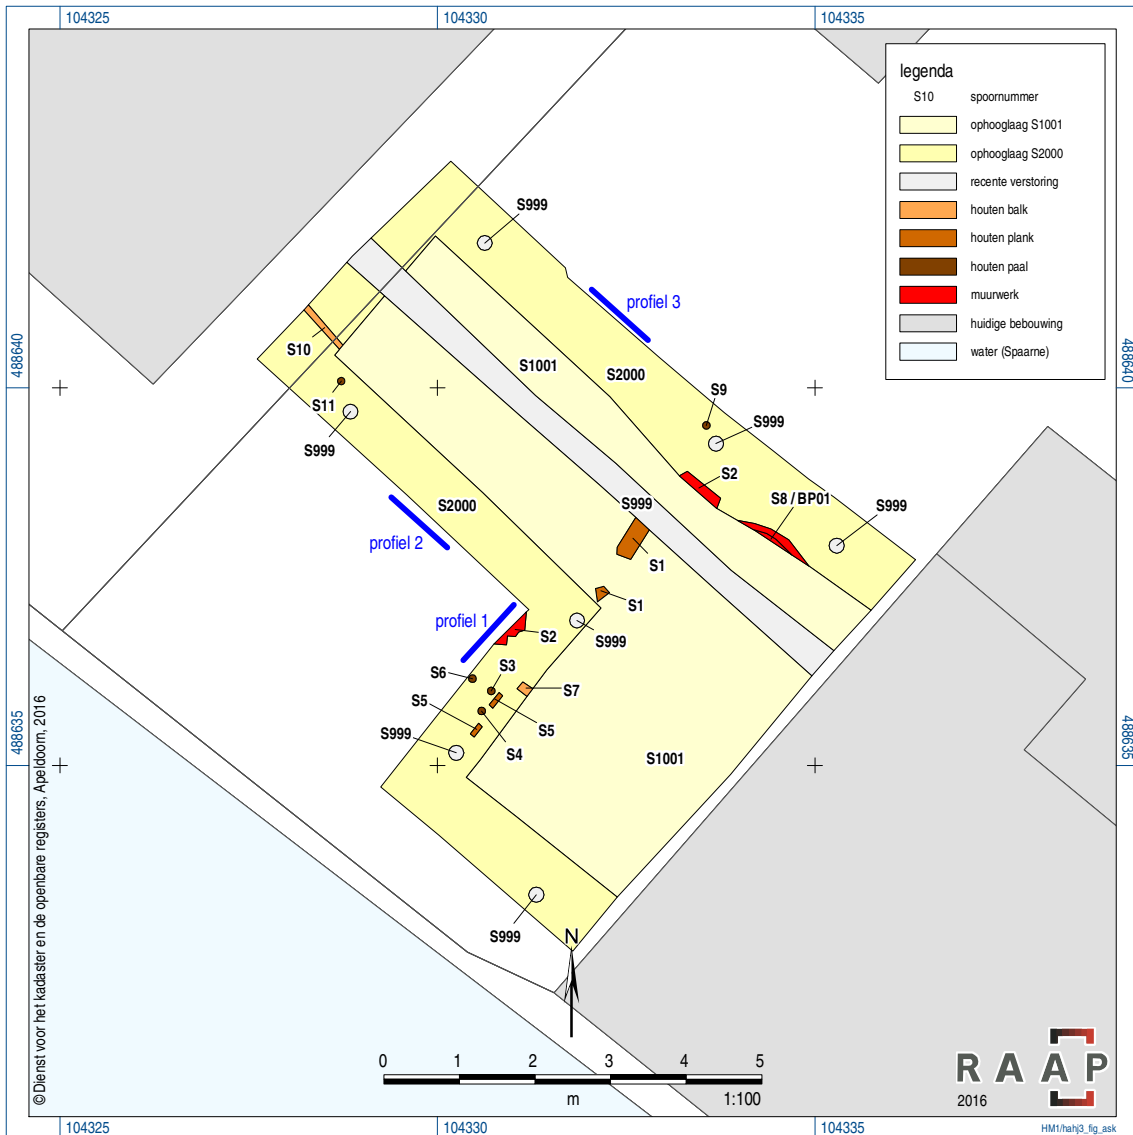 104325
104330
104335
legenda
S10 spoornummer
ophooglaag S1001
ophooglaag S2000
recente verstoring
houten balk
houten plank
houten paal
muurwerk
huidige bebouwing
water (Spaarne)
S999
profiel 3
S10
S1001
S2000
488640
488640
S9
S11
S999
S999
S2
S2000
S999
S8 / BP01
S999
profiel 2
S1
S1
profiel 1
S2
S999
S3
S6
S7
S5
S5
S999
S4
S1001
488635
488635
S999
N
©Dienst voor het kadaster en de openbare registers, Apeldoorn, 2016
0 1 2 3 4 5
m 1:100
RAAP
2016
104325
104330
104335
HM1/hahj3_fig_ask